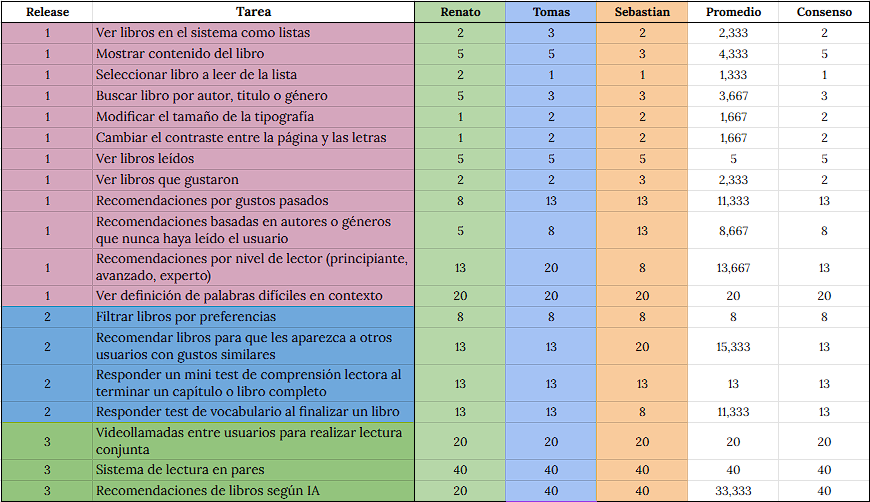 Release Tarea Renato Tomas Sebastian Promedio Consenso
1 Ver libros en el sistema como listas 2 3 2 2,333 2
1 Mostrar contenido del libro 5 5 3 4,333 5
1 Seleccionar libro a leer de la lista 2 1 1 1,333 1
1 Buscar libro por autor, titulo o género 5 3 3 3,667 3
1 Modificar el tamaño de la tipografía 1 2 2 1,667 2
1 Cambiar el contraste entre la página y las letras 1 2 2 1,667 2
1 Ver libros leídos 5 5 5 5 5
1 Ver libros que gustaron 2 2 3 2,333 2
1 Recomendaciones por gustos pasados 8 13 13 11,333 13
1 Recomendaciones basadas en autores o géneros
que nunca haya leído el usuario 5 8 13 8,667 8
1 Recomendaciones por nivel de lector (principiante,
avanzado, experto) 13 20 8 13,667 13
1 Ver definición de palabras difíciles en contexto 20 20 20 20 20
2 Filtrar libros por preferencias 8 8 8 8 8
2 Recomendar libros para que les aparezca a otros
usuarios con gustos similares 13 13 20 15,333 13
2 Responder un mini test de comprensión lectora al
terminar un capítulo o libro completo 13 13 13 13 13
2 Responder test de vocabulario al finalizar un libro 13 13 8 11,333 13
3 Videollamadas entre usuarios para realizar lectura
conjunta 20 20 20 20 20
3 Sistema de lectura en pares 40 40 40 40 40
3 Recomendaciones de libros según IA 20 40 40 33,333 40